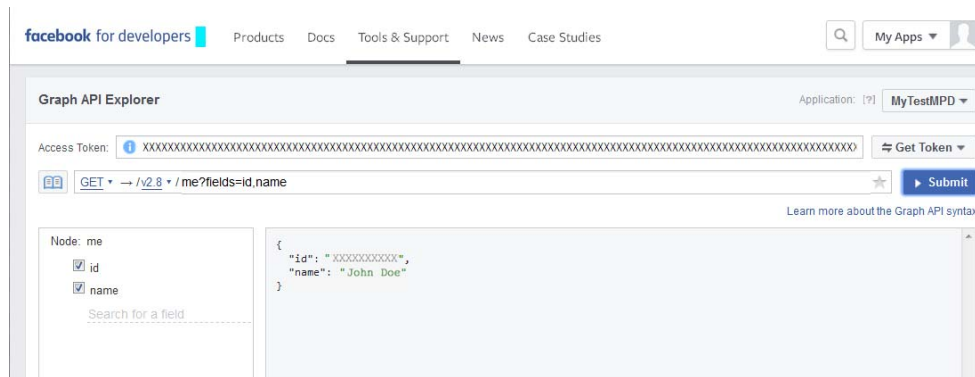 facebook for developers Products Docs Tools & Support News Case Studies My Apps
Graph API Explorer Application: [?] MyTestMPD
Access Token: Get Token
GET → /v2.8 / me?fields=id,name Submit
Learn more about the Graph API syntax
Node: me
id
name
Search for a field
{
"id": "XXXXXXXXXX",
"name": "John Doe"
}